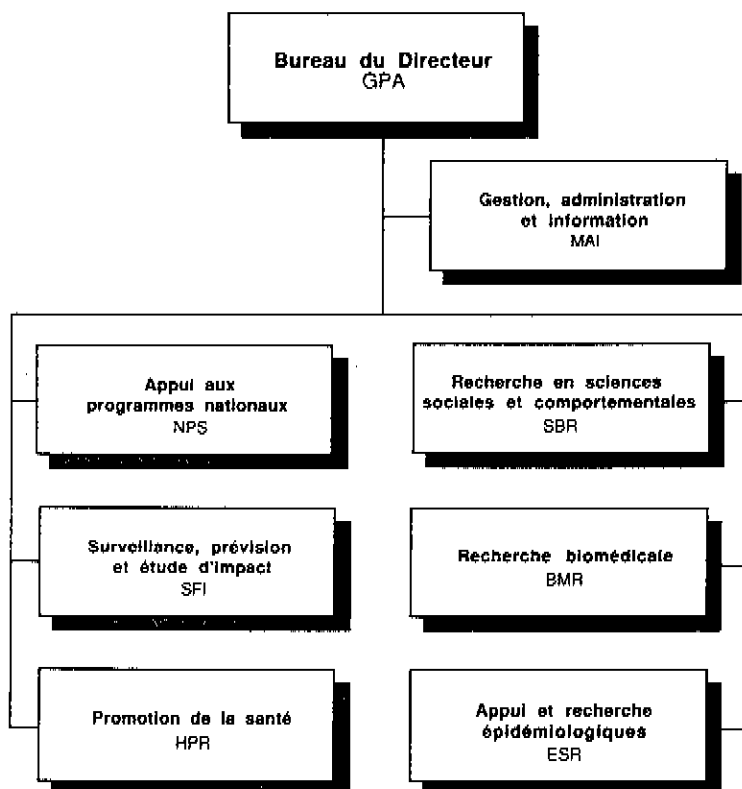 Bureau du Directeur
GPA
Gestion, administration
et information
MAI
Appui aux
programmes nationaux
NPS
Recherche en sciences
sociales et comportementales
SBR
Surveillance, prévision
et étude d'impact
SFI
Recherche biomédicale
BMR
Promotion de la santé
HPR
Appui et recherche
épidémiologiques
ESR